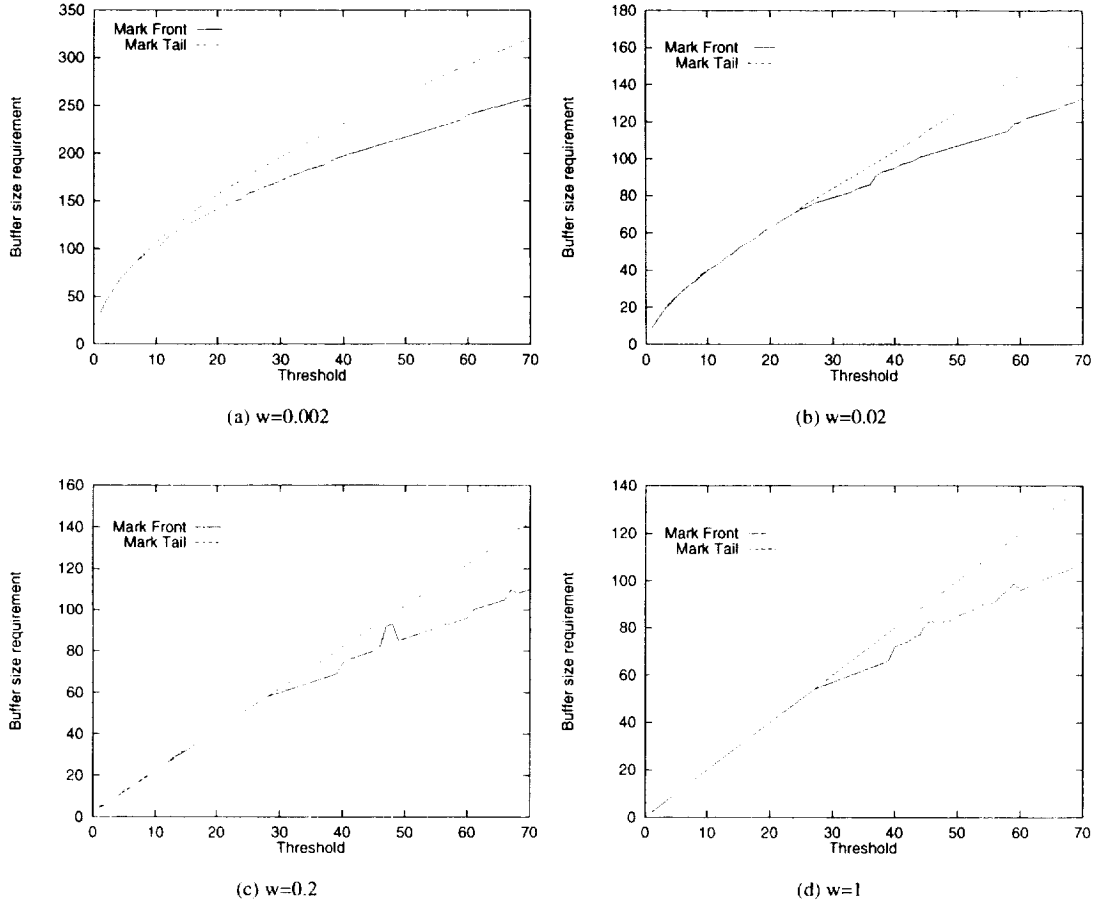 350
300
250
200
150
100
50
0
Buffer size requirement
Mark Front
Mark Tail
0 10 20 30 40 50 60 70
Threshold
(a) w=0.002
180
160
140
120
100
80
60
40
20
0
Buffer size requirement
Mark Front
Mark Tail
0 10 20 30 40 50 60 70
Threshold
(b) w=0.02
160
140
120
100
80
60
40
20
0
Buffer size requirement
Mark Front
Mark Tail
0 10 20 30 40 50 60 70
Threshold
(c) w=0.2
140
120
100
80
60
40
20
0
Buffer size requirement
Mark Front
Mark Tail
0 10 20 30 40 50 60 70
Threshold
(d) w=1